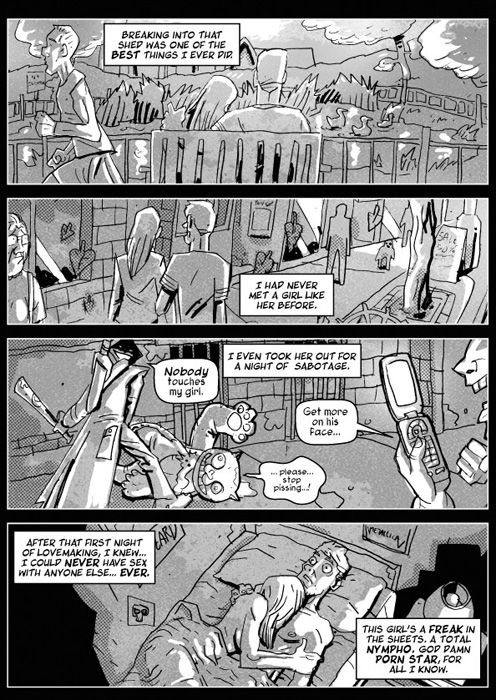 BREAKING INTO THAT
SHED WAS ONE OF THE
BEST THINGS I EVER DID.
I HAD NEVER
MET A GIRL LIKE
HER BEFORE.
I EVEN TOOK HER OUT FOR
A NIGHT OF SABOTAGE.
Nobody
touches
my girl.
Get more
on his
face...
... please...
stop
pissing...!
AFTER THAT FIRST NIGHT
OF LOVEMAKING, I KNEW...
I COULD NEVER HAVE SEX
WITH ANYONE ELSE... EVER.
THIS GIRL'S A FREAK IN
THE SHEETS. A TOTAL
NYMPHO. GOD DAMN
PORN STAR, FOR
ALL I KNOW.